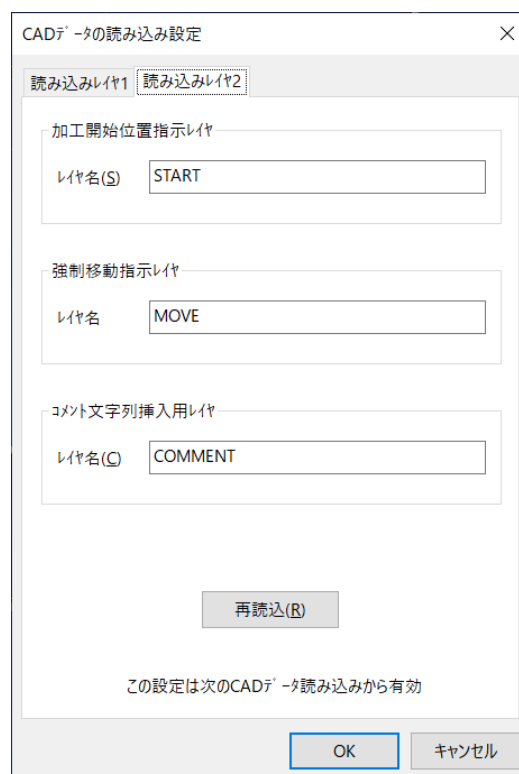 CADﾃﾞｰﾀの読み込み設定
読み込みﾚｲﾔ1 読み込みﾚｲﾔ2
加工開始位置指示ﾚｲﾔ
ﾚｲﾔ名(S) START
強制移動指示ﾚｲﾔ
ﾚｲﾔ名 MOVE
ｺﾒﾝﾄ文字列挿入用ﾚｲﾔ
ﾚｲﾔ名(C) COMMENT
再読込(R)
この設定は次のCADﾃﾞｰﾀ読み込みから有効
OK ｷｬﾝｾﾙ